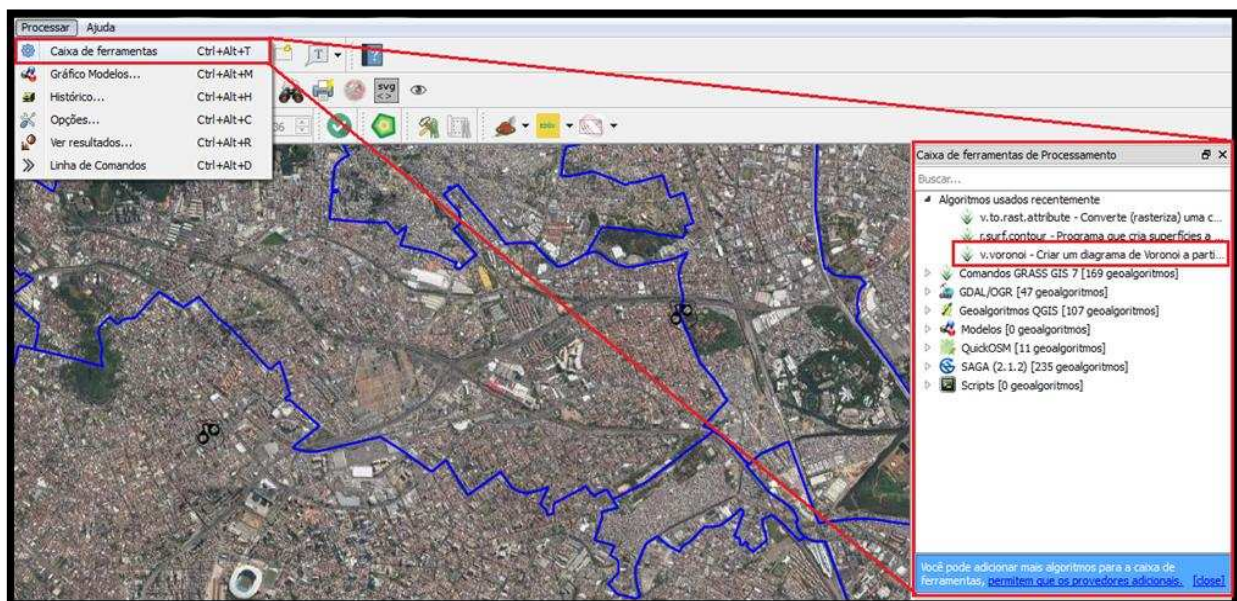 Processar Ajuda
Caixa de ferramentas Ctrl+Alt+T
Gráfico Modelos... Ctrl+Alt+M
Histórico... Ctrl+Alt+H
Opções... Ctrl+Alt+C
Ver resultados... Ctrl+Alt+R
Linha de Comandos Ctrl+Alt+D
T
svg
<>
Caixa de ferramentas de Processamento
Buscar...
Algoritmos usados recentemente
v.to.rast.attribute - Converte (rasteriza) uma c...
r.surf.contour - Programa que cria superfícies a ...
v.voronoi - Criar um diagrama de Voronoi a parti...
Comandos GRASS GIS 7 [169 geoalgoritmos]
GDAL/OGR [47 geoalgoritmos]
Geoalgoritmos QGIS [107 geoalgoritmos]
Modelos [0 geoalgoritmos]
QuickOSM [11 geoalgoritmos]
SAGA (2.1.2) [235 geoalgoritmos]
Scripts [0 geoalgoritmos]
Você pode adicionar mais algoritmos para a caixa de
ferramentas, permitem que os provedores adicionais. [close]